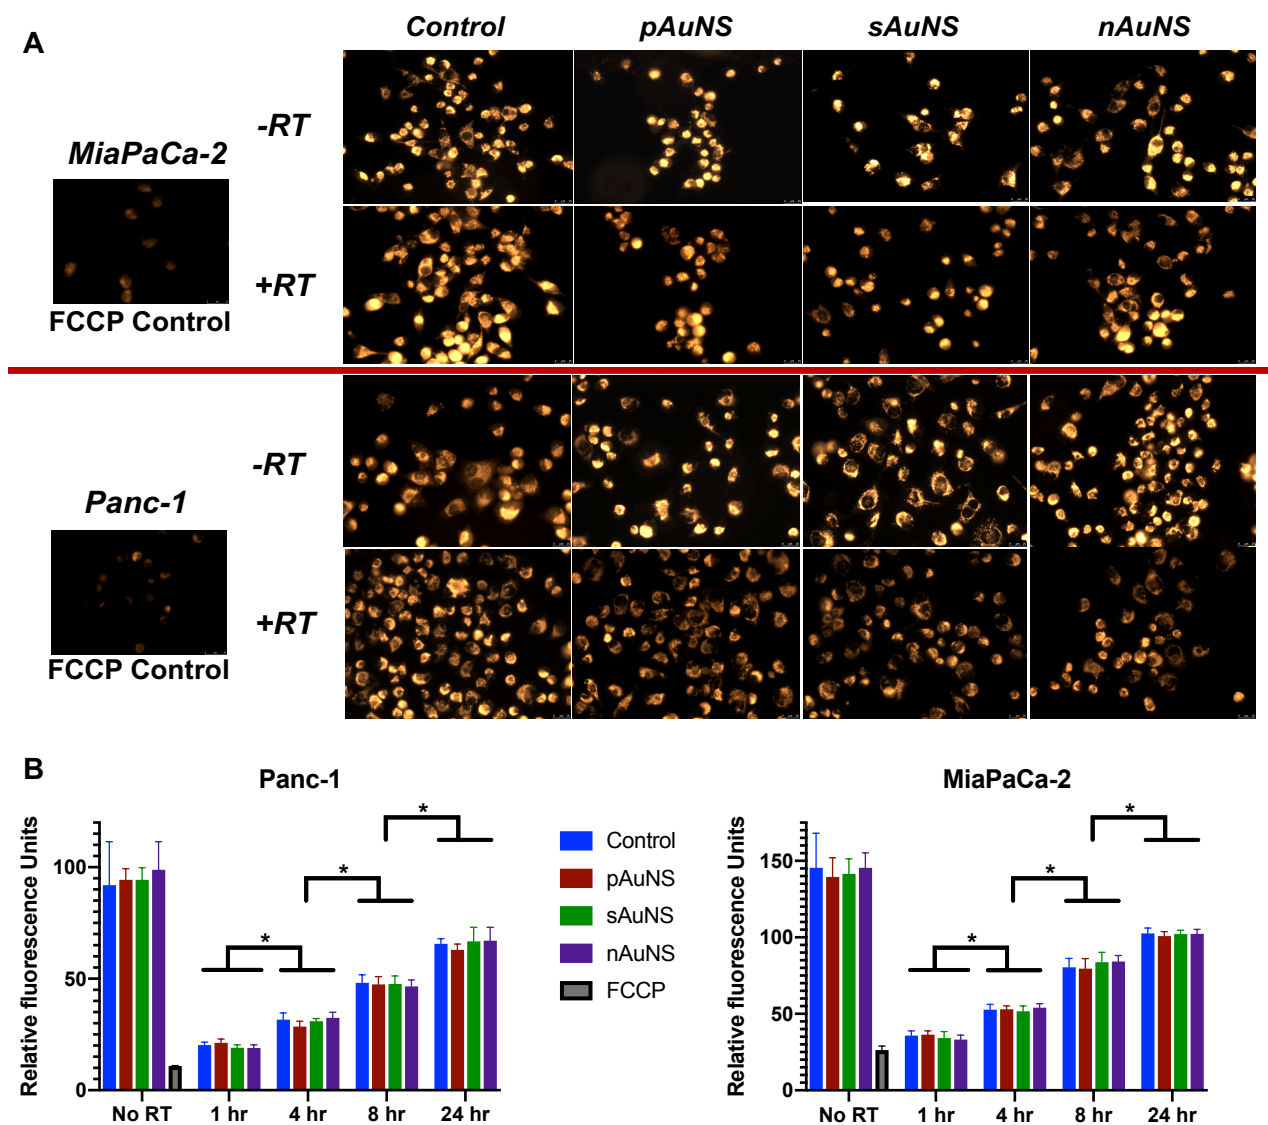 A
Control pAuNS sAuNS nAuNS
-RT
MiaPaCa-2
+RT
FCCP Control
-RT
Panc-1
+RT
FCCP Control
B
Panc-1
Relative fluorescence Units
100
50
0
No RT 1 hr 4 hr 8 hr 24 hr
*
*
*
Control
pAuNS
sAuNS
nAuNS
FCCP
MiaPaCa-2
Relative fluorescence Units
150
100
50
0
No RT 1 hr 4 hr 8 hr 24 hr
*
*
*